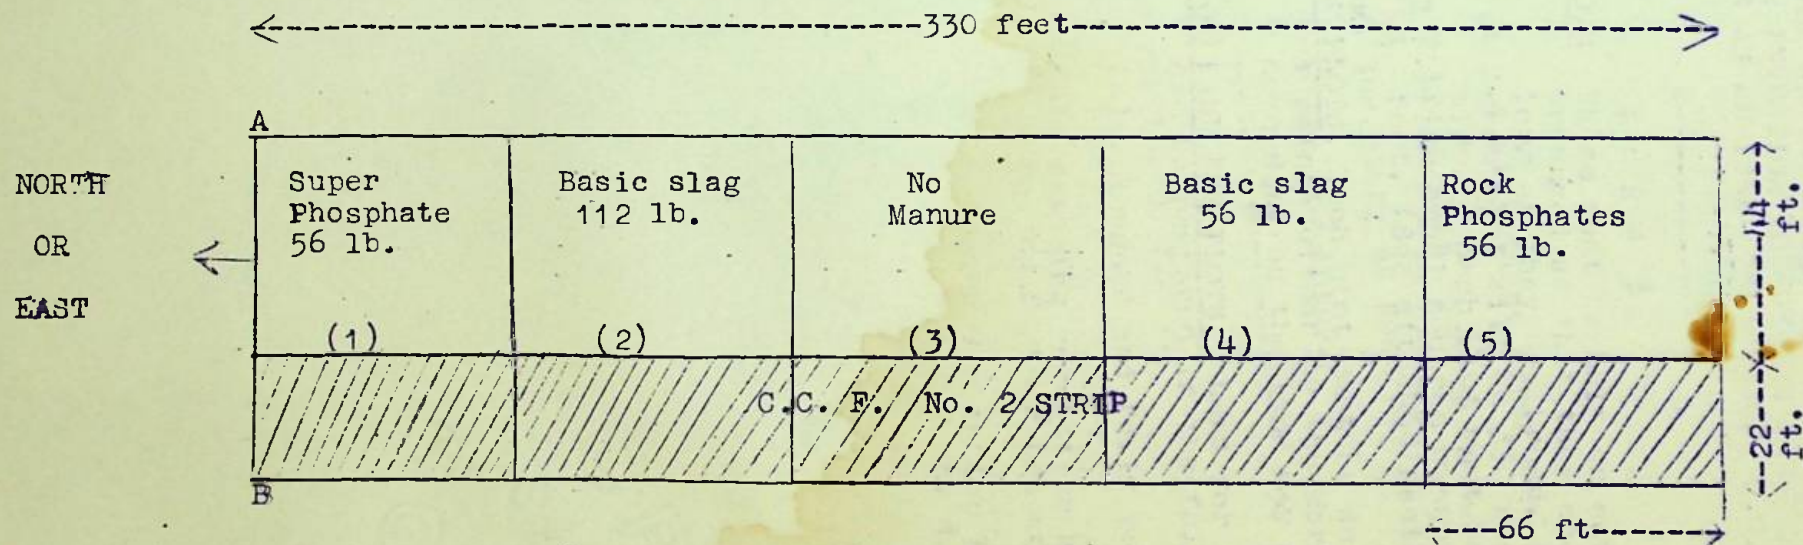 330 feet
A
NORTH
OR
EAST
Super
Phosphate
56 lb.
(1)
Basic slag
112 lb.
(2)
No
Manure
(3)
Basic slag
56 lb.
(4)
Rock
Phosphates
56 lb.
(5)
44
ft.
C.C. F. No. 2 STRIP
22
ft.
B
66 ft